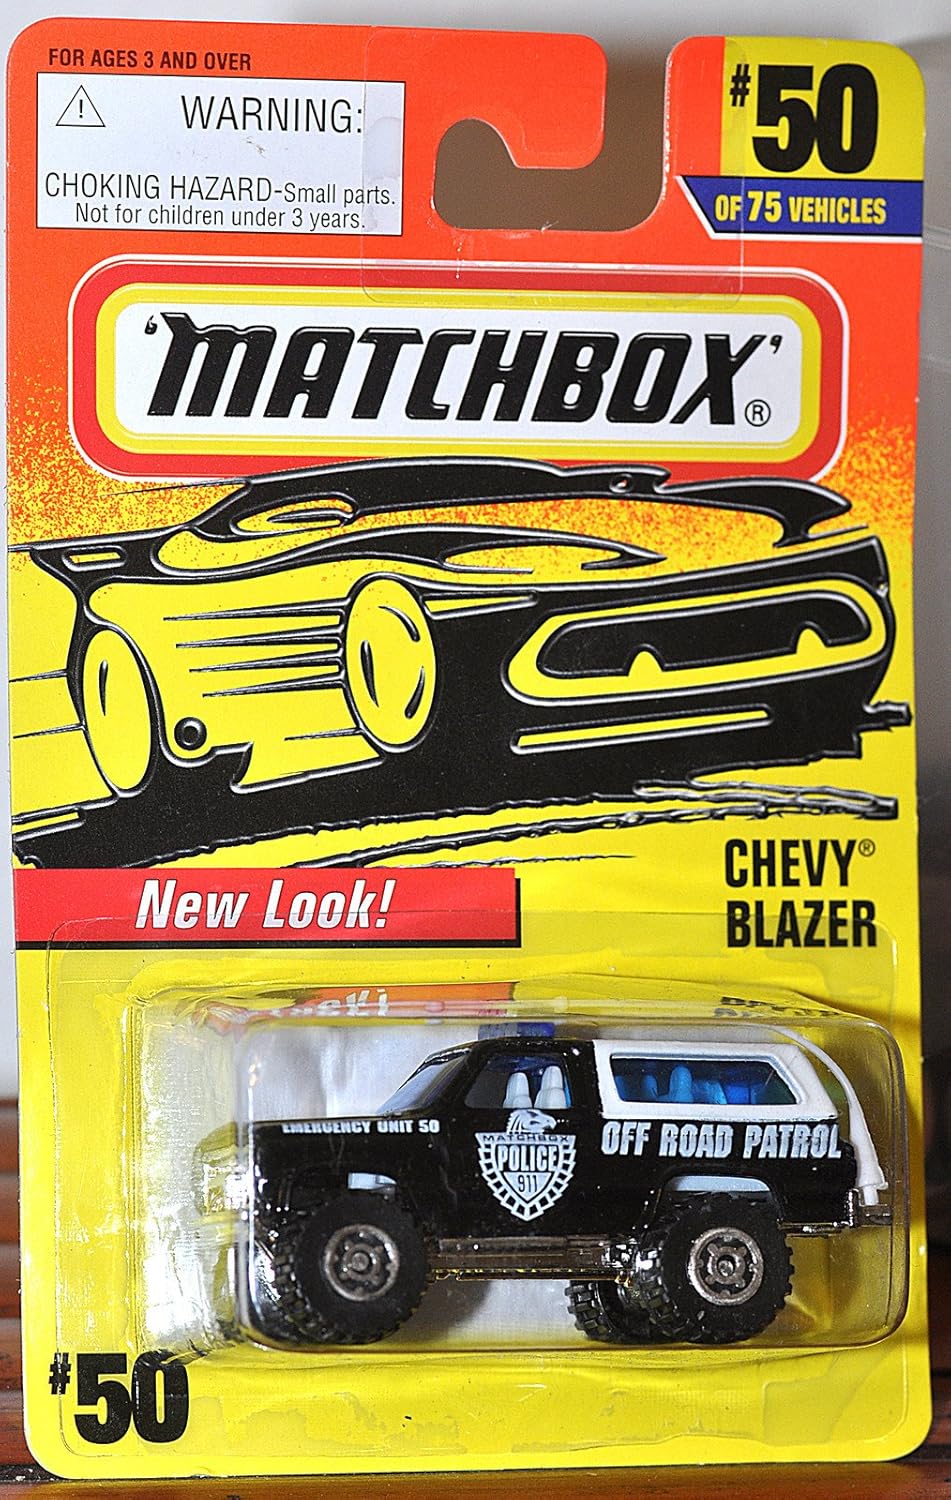 FOR AGES 3 AND OVER
WARNING:
CHOKING HAZARD-Small parts.
Not for children under 3 years.
#50
OF 75 VEHICLES
'MATCHBOX'®
CHEVY®
BLAZER
New Look!
EMERGENCY UNIT 50
MATCHBOX
POLICE
911
OFF ROAD PATROL
#50